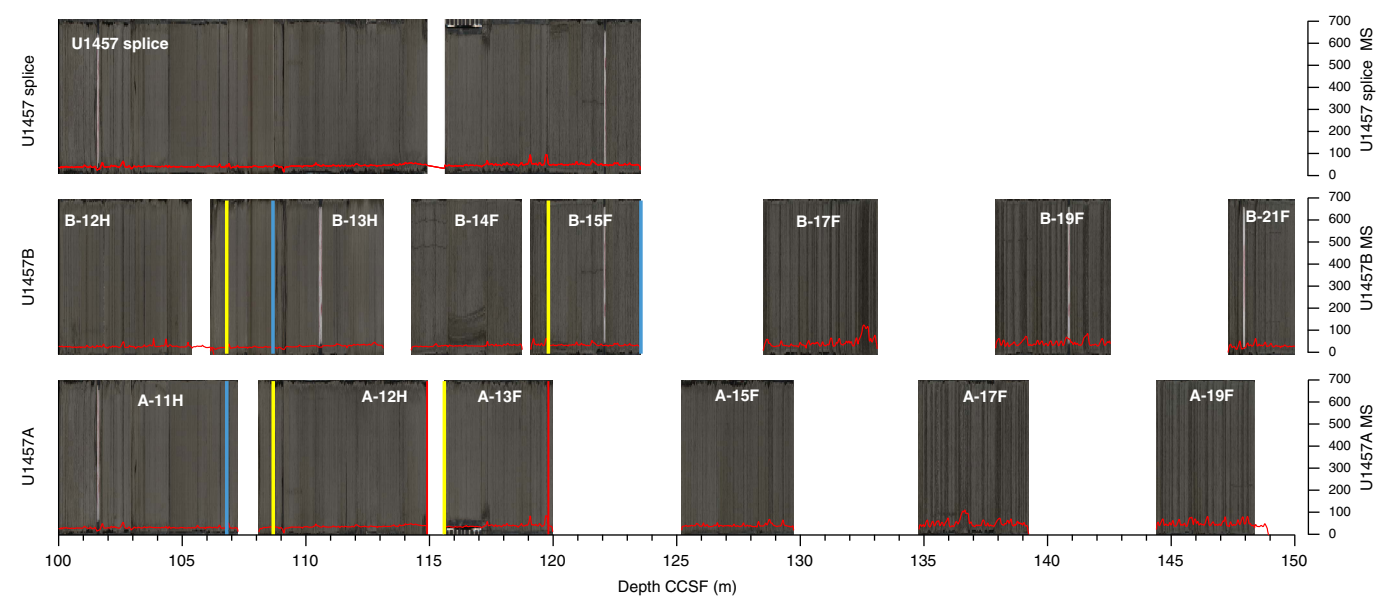 U1457 splice
U1457 splice
700
600
500
400
300
200
100
0
U1457 splice MS
U1457B
B-12H
B-13H
B-14F
B-15F
B-17F
B-19F
B-21F
700
600
500
400
300
200
100
0
U1457B MS
U1457A
A-11H
A-12H
A-13F
A-15F
A-17F
A-19F
700
600
500
400
300
200
100
0
U1457A MS
100 105 110 115 120 125 130 135 140 145 150
Depth CCSF (m)